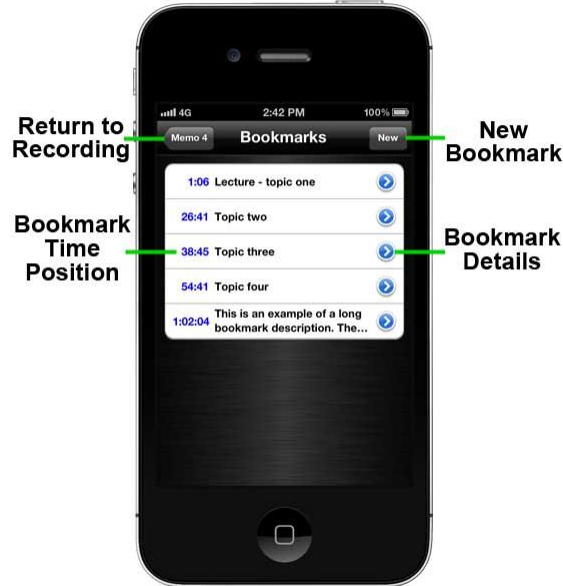 4G 2:42 PM 100%
Memo 4 Bookmarks New
Return to
Recording
New
Bookmark
1:06 Lecture - topic one
26:41 Topic two
Bookmark
Time
Position
38:45 Topic three
Bookmark
Details
54:41 Topic four
1:02:04 This is an example of a long
bookmark description. The...